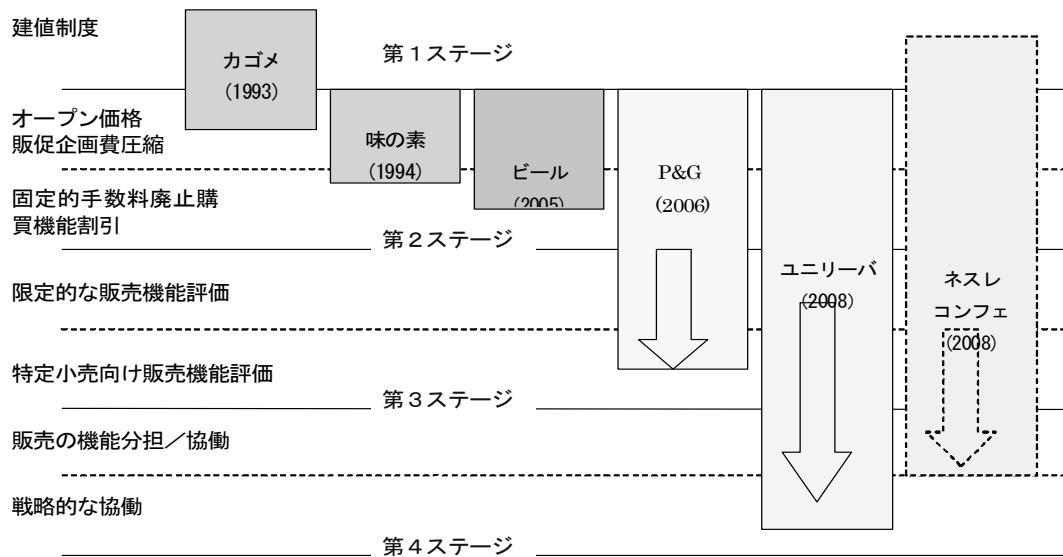 建値制度
第１ステージ
カゴメ
(1993)
オープン価格
販促企画費圧縮
味の素
(1994)
ビール
(2005)
P&G
(2006)
固定的手数料廃止購
買機能割引
第２ステージ
限定的な販売機能評価
ユニリーバ
(2008)
ネスレ
コンフェ
(2008)
特定小売向け販売機能評価
第３ステージ
販売の機能分担／協働
戦略的な協働
第４ステージ